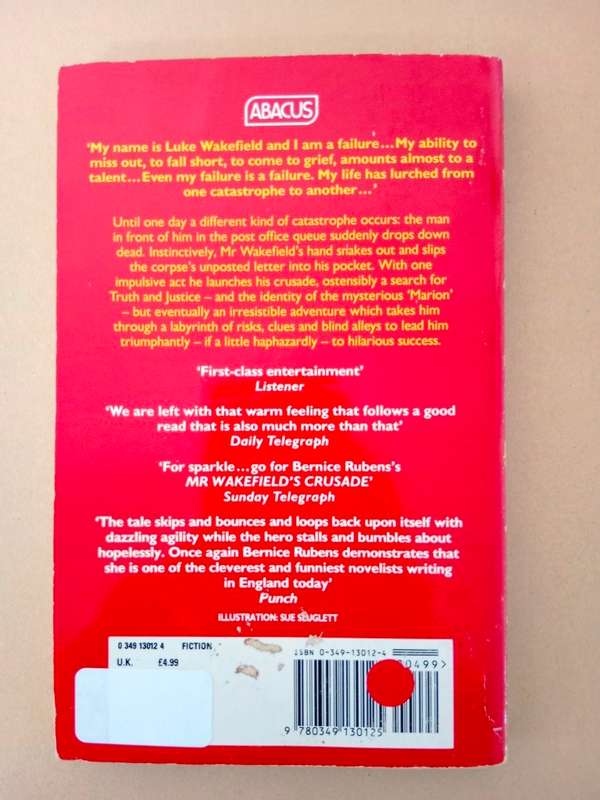 ABACUS
'My name is Luke Wakefield and I am a failure...My ability to
miss out, to fall short, to come to grief, amounts almost to a
talent...Even my failure is a failure. My life has lurched from
one catastrophe to another...'
Until one day a different kind of catastrophe occurs: the man
in front of him in the post office queue suddenly drops down
dead. Instinctively, Mr Wakefield's hand snakes out and slips
the corpse's unposted letter into his pocket. With one
impulsive act he launches his crusade, ostensibly a search for
Truth and Justice – and the identity of the mysterious 'Marion'
– but eventually an irresistible adventure which takes him
through a labyrinth of risks, clues and blind alleys to lead him
triumphantly – if a little haphazardly – to hilarious success.
'First-class entertainment'
Listener
'We are left with that warm feeling that follows a good
read that is also much more than that'
Daily Telegraph
'For sparkle...go for Bernice Rubens's
MR WAKEFIELD'S CRUSADE'
Sunday Telegraph
'The tale skips and bounces and loops back upon itself with
dazzling agility while the hero stalls and bumbles about
hopelessly. Once again Bernice Rubens demonstrates that
she is one of the cleverest and funniest novelists writing
in England today'
Punch
ILLUSTRATION: SUE
0 349 13012 4 FICTION
U.K. £4.99
ISBN 0-349-13012-4
0499>
9 780349 130125